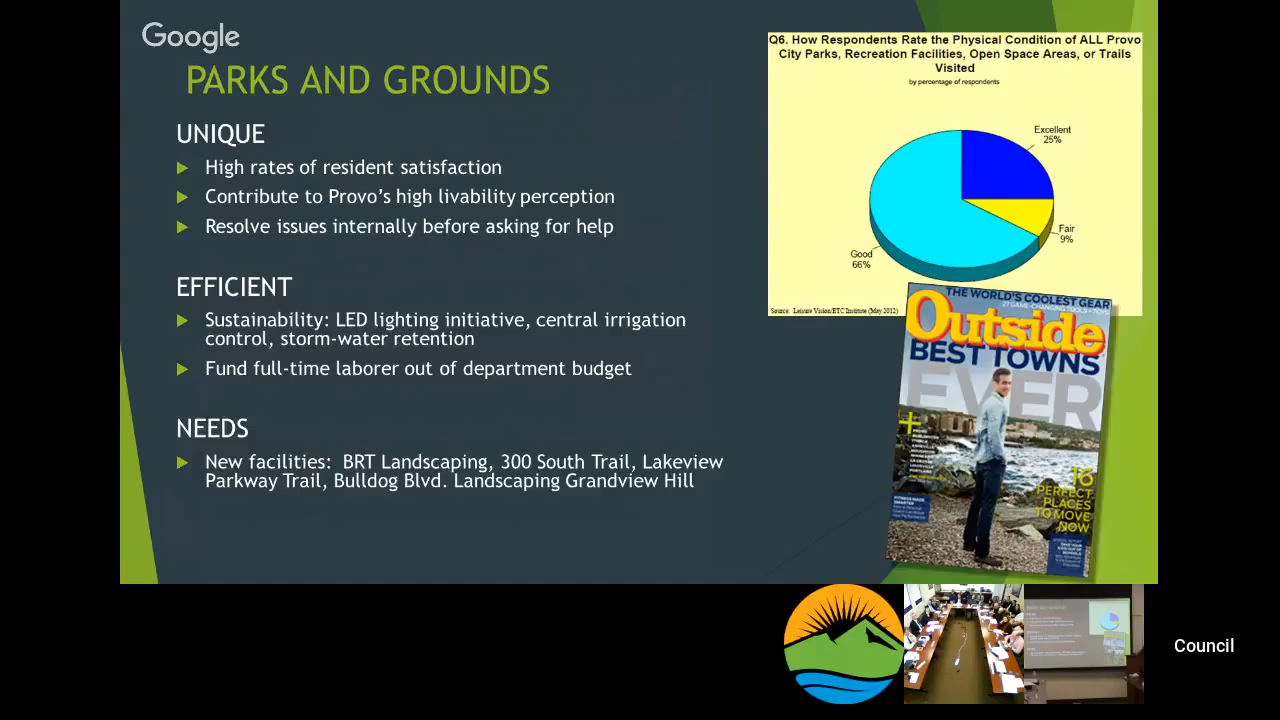 Google
PARKS AND GROUNDS
UNIQUE
High rates of resident satisfaction
Contribute to Provo's high livability perception
Resolve issues internally before asking for help
EFFICIENT
Sustainability: LED lighting initiative, central irrigation
control, storm-water retention
Fund full-time laborer out of department budget
NEEDS
New facilities: BRT Landscaping, 300 South Trail, Lakeview
Parkway Trail, Bulldog Blvd. Landscaping Grandview Hill
Q6. How Respondents Rate the Physical Condition of ALL Provo
City Parks, Recreation Facilities, Open Space Areas, or Trails
Visited
by percentage of respondents
Excellent
25%
Fair
9%
Good
66%
Source: Leisure Vision/ETC Institute (May 2012)
THE WORLD'S COOLEST GEAR
Outside
BEST TOWNS
EVER
16
PERFECT
PLACES
TO MOVE
NOW
Council